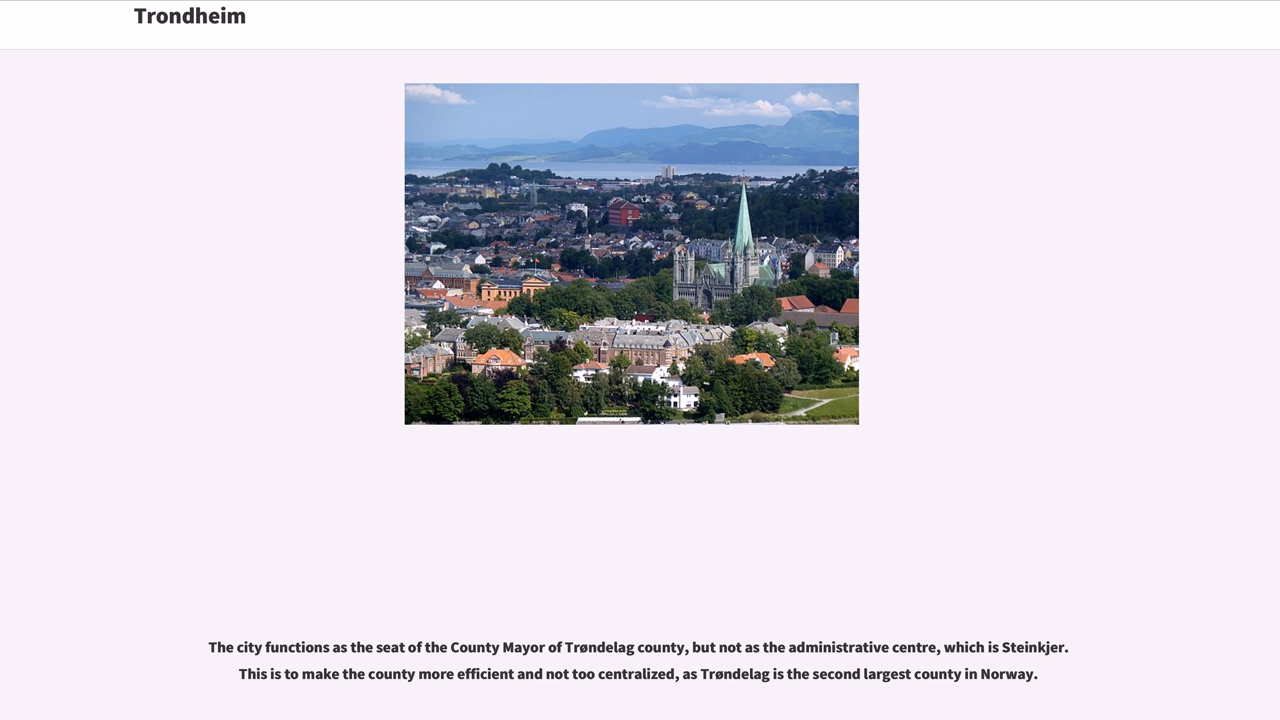 Trondheim
The city functions as the seat of the County Mayor of Trøndelag county, but not as the administrative centre, which is Steinkjer.
This is to make the county more efficient and not too centralized, as Trøndelag is the second largest county in Norway.